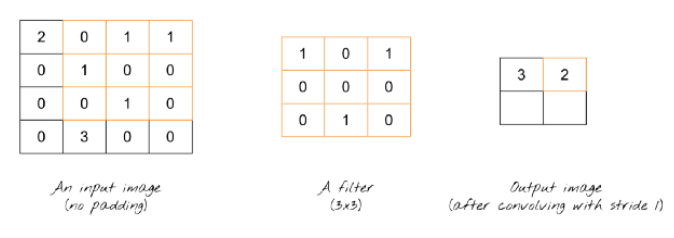 2 0 1 1
0 1 0 0
0 0 1 0
0 3 0 0
An input image
(no padding)
1 0 1
0 0 0
0 1 0
A filter
(3x3)
3 2
Output image
(after convolving with stride 1)